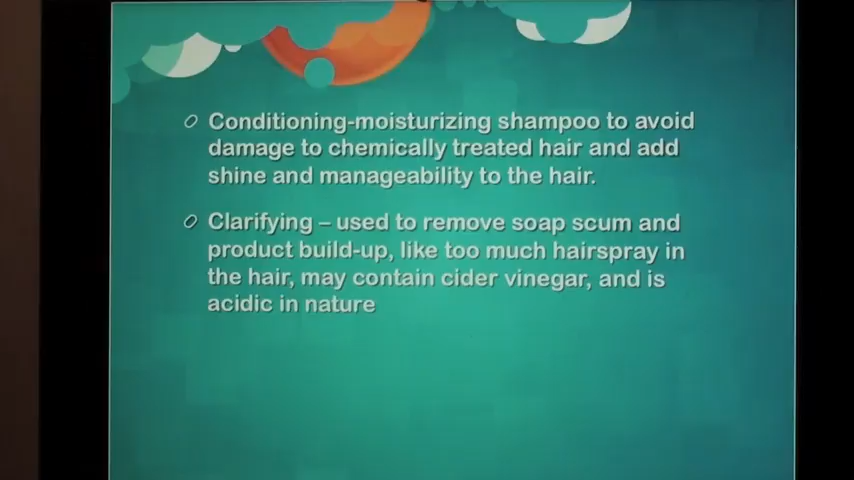 Conditioning-moisturizing shampoo to avoid
damage to chemically treated hair and add
shine and manageability to the hair.
Clarifying – used to remove soap scum and
product build-up, like too much hairspray in
the hair, may contain cider vinegar, and is
acidic in nature